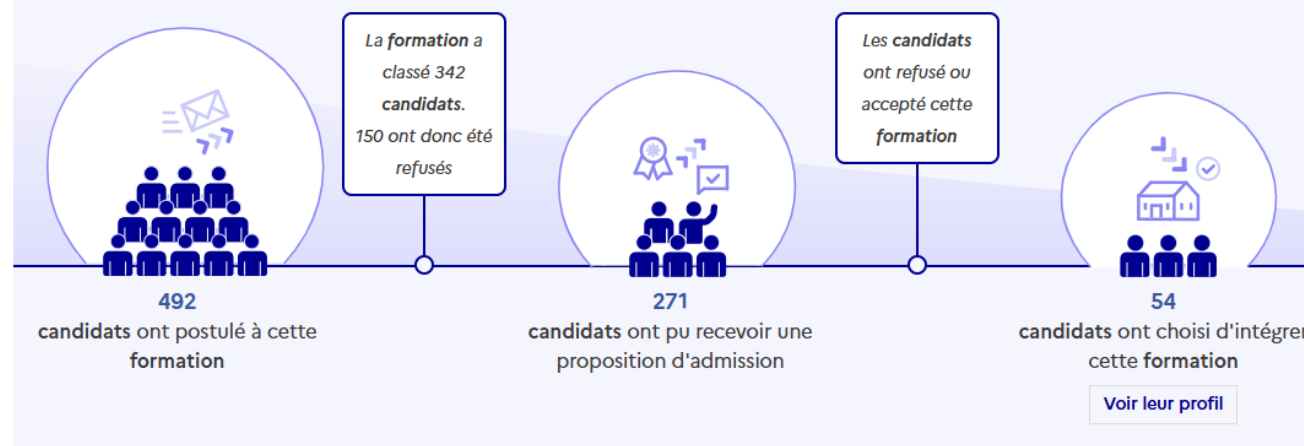 La formation a
classé 342
candidats.
150 ont donc été
refusés
Les candidats
ont refusé ou
accepté cette
formation
492
candidats ont postulé à cette
formation
271
candidats ont pu recevoir une
proposition d'admission
54
candidats ont choisi d'intégrer
cette formation
Voir leur profil